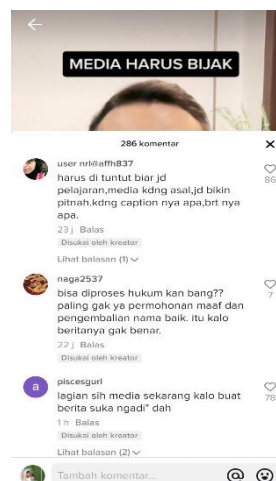 MEDIA HARUS BIJAK
286 komentar
user nrl@affh837
harus di tuntut biar jd
pelajaran,media kdng asal,jd bikin
pitnah.kdng caption nya apa,brt nya
apa.
86
23 j Balas
Disukai oleh kreator
Lihat balasan (1)
naga2537
bisa diproses hukum kan bang??
paling gak ya permohonan maaf dan
pengembalian nama baik. itu kalo
beritanya gak benar.
7
22 j Balas
Disukai oleh kreator
a
piscesgurl
lagian sih media sekarang kalo buat
berita suka ngadi" dah
78
1 h Balas
Disukai oleh kreator
Lihat balasan (2)
Tambah komentar...